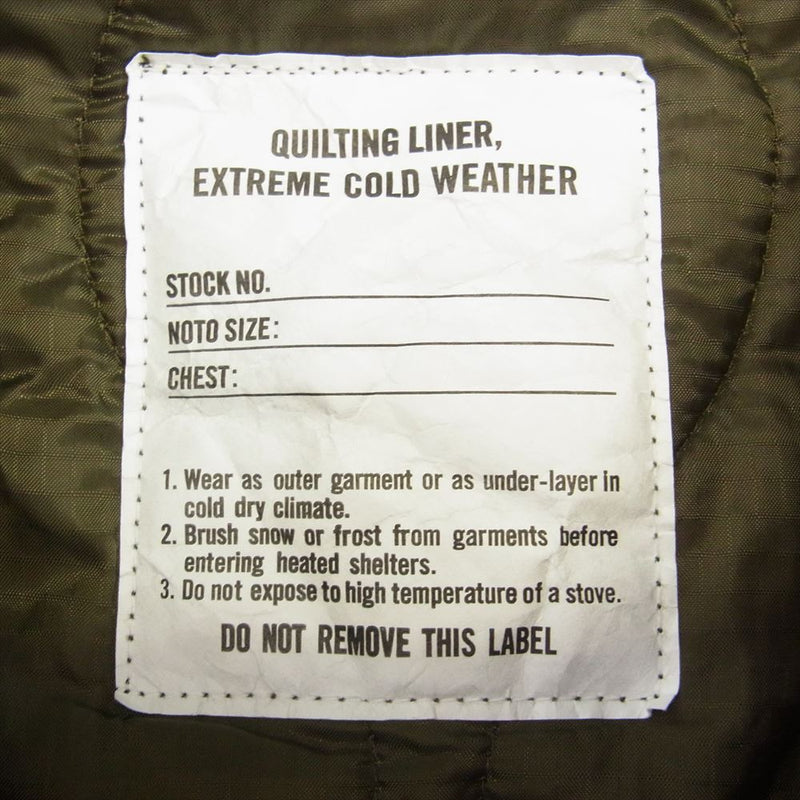 QUILTING LINER,
EXTREME COLD WEATHER
STOCK NO.
NOTO SIZE:
CHEST:
1. Wear as outer garment or as under-layer in
cold dry climate.
2. Brush snow or frost from garments before
entering heated shelters.
3. Do not expose to high temperature of a stove.
DO NOT REMOVE THIS LABEL